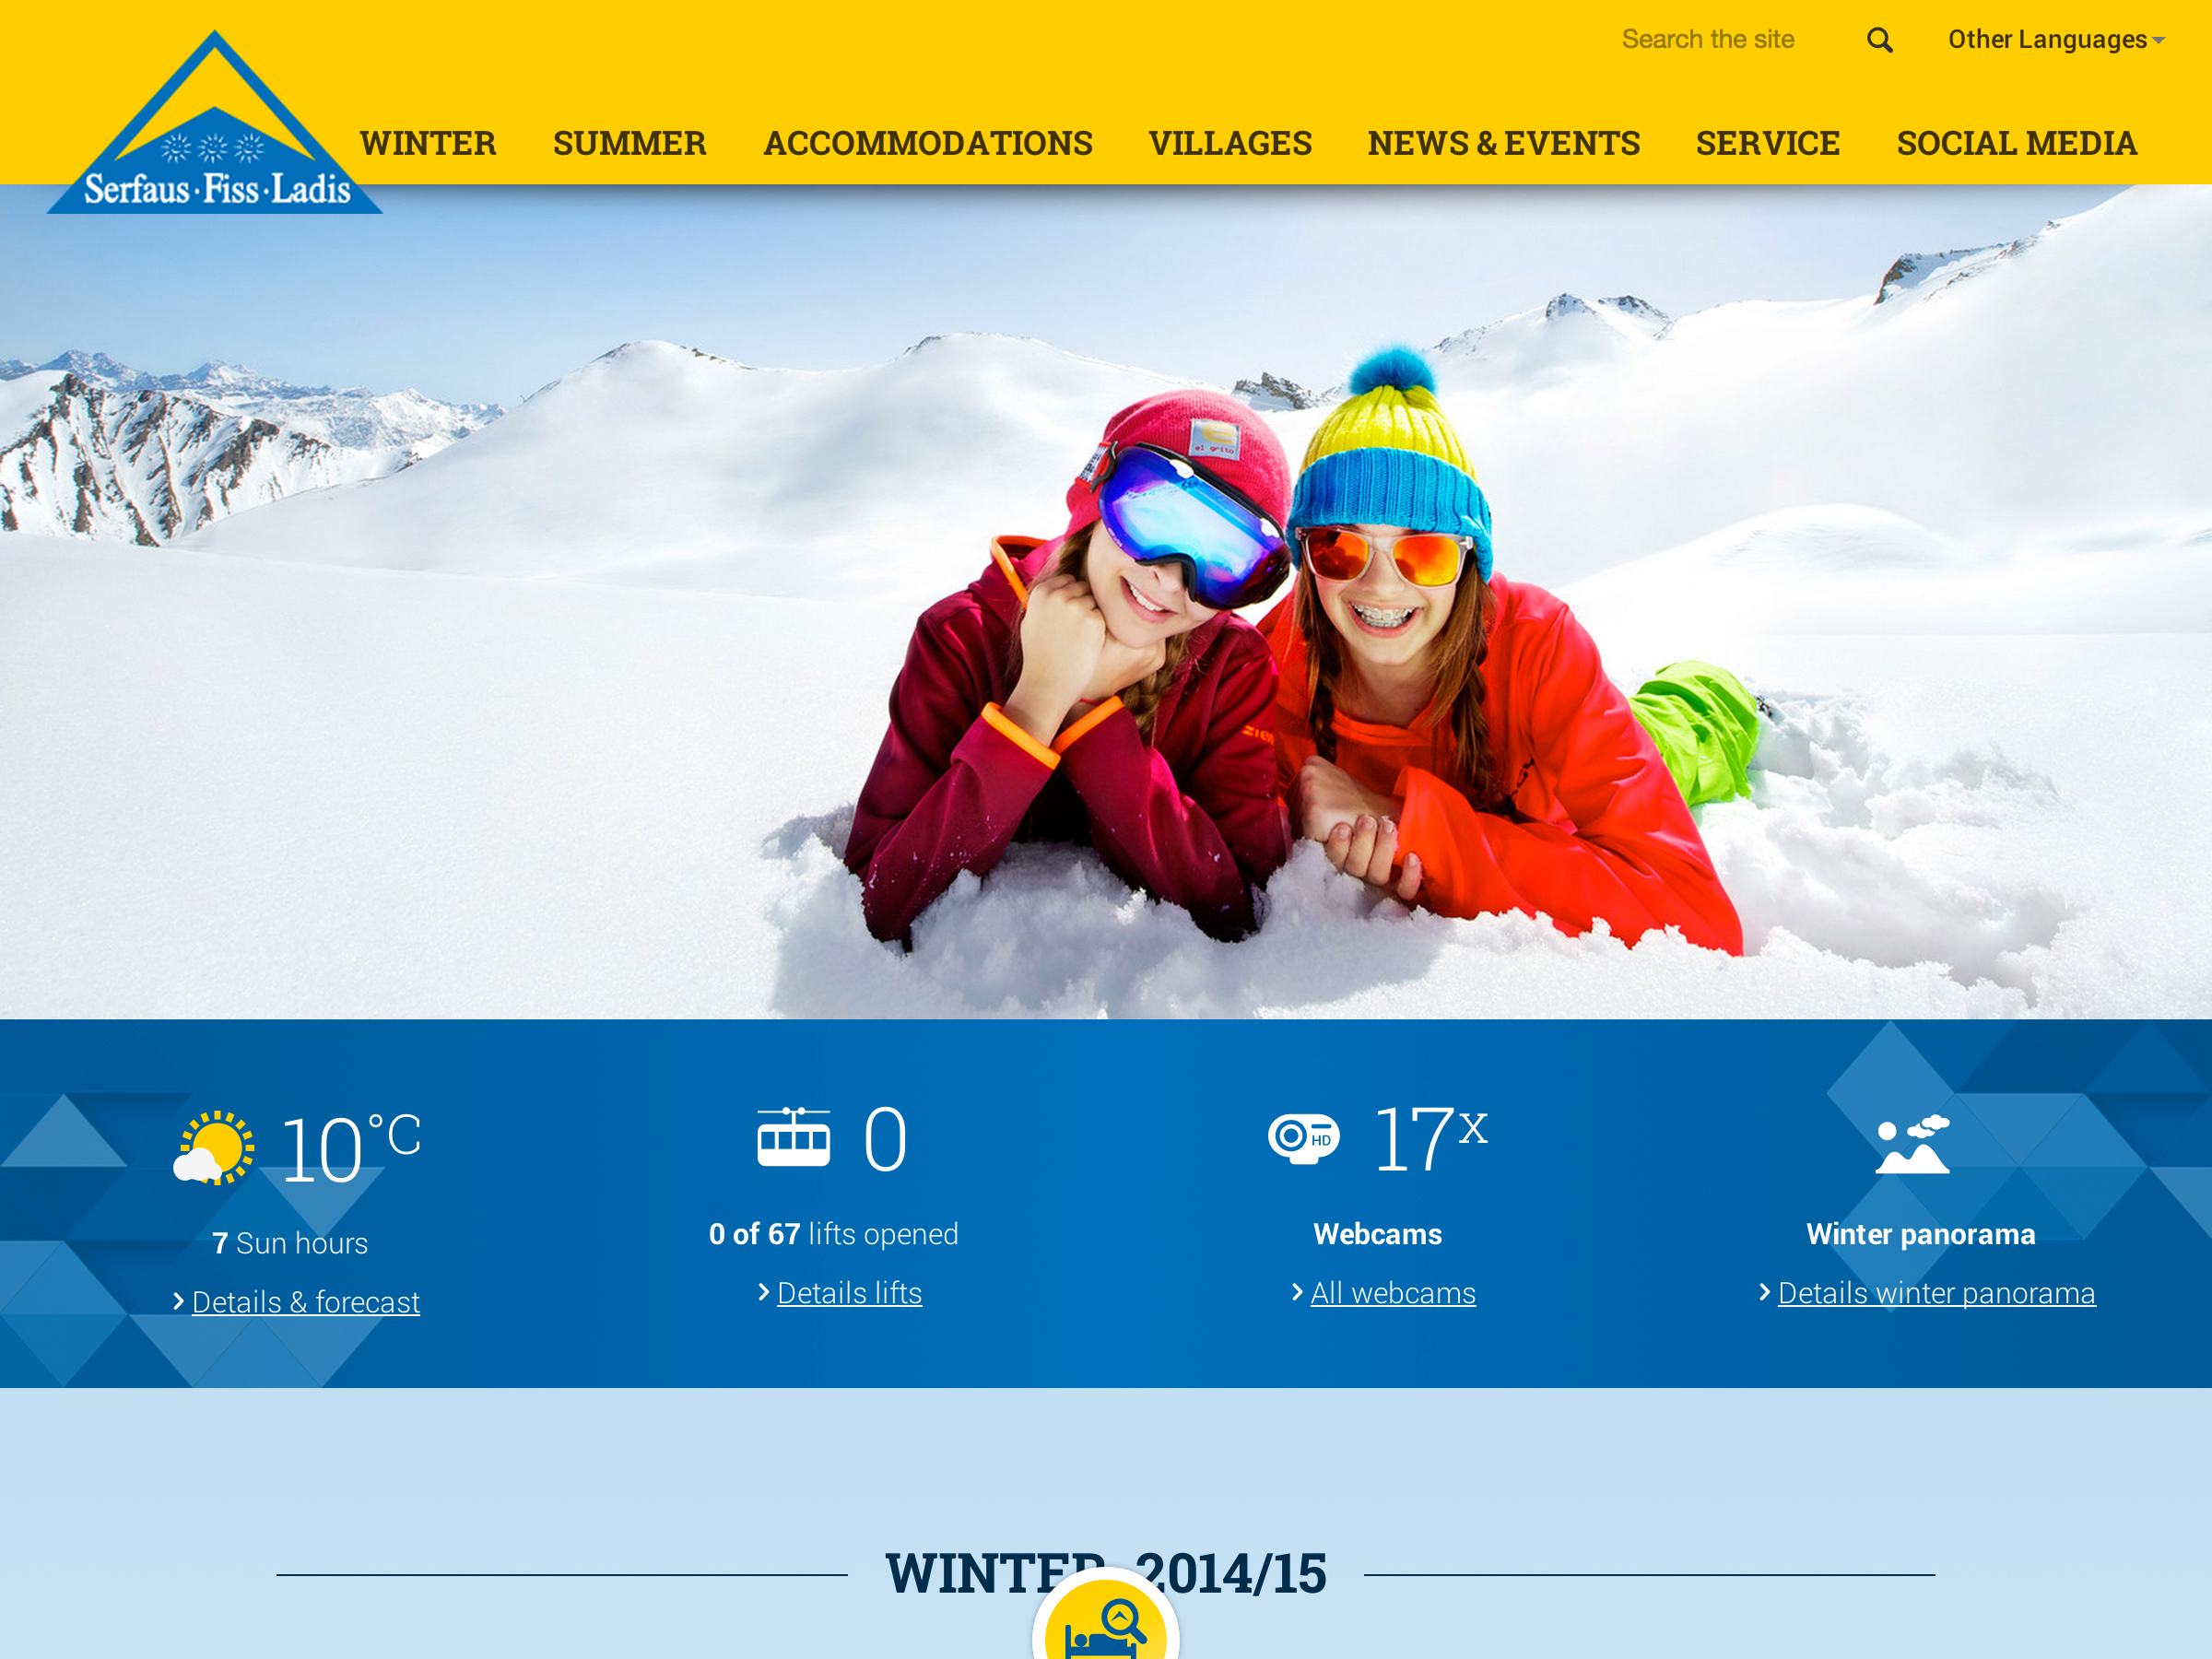 Search the site
Other Languages
WINTER SUMMER ACCOMMODATIONS VILLAGES NEWS & EVENTS SERVICE SOCIAL MEDIA
Serfaus·Fiss·Ladis
el grito
10°C
0
HD
17x
7 Sun hours
0 of 67 lifts opened
Webcams
Winter panorama
Details & forecast
Details lifts
All webcams
Details winter panorama
WINTER 2014/15